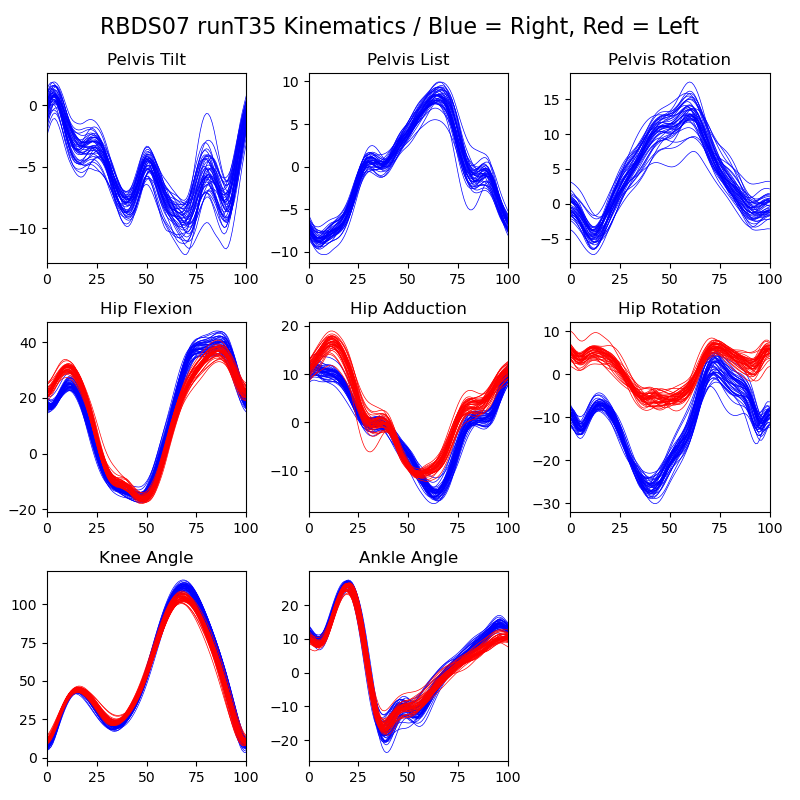 RBDS07 runT35 Kinematics / Blue = Right, Red = Left
Pelvis Tilt
Pelvis List
Pelvis Rotation
0
−5
−10
0 25 50 75 100
10
5
0
−5
−10
0 25 50 75 100
15
10
5
0
−5
0 25 50 75 100
Hip Flexion
Hip Adduction
Hip Rotation
40
20
0
−20
0 25 50 75 100
20
10
0
−10
0 25 50 75 100
10
0
−10
−20
−30
0 25 50 75 100
Knee Angle
Ankle Angle
100
75
50
25
0
0 25 50 75 100
20
10
0
−10
−20
0 25 50 75 100